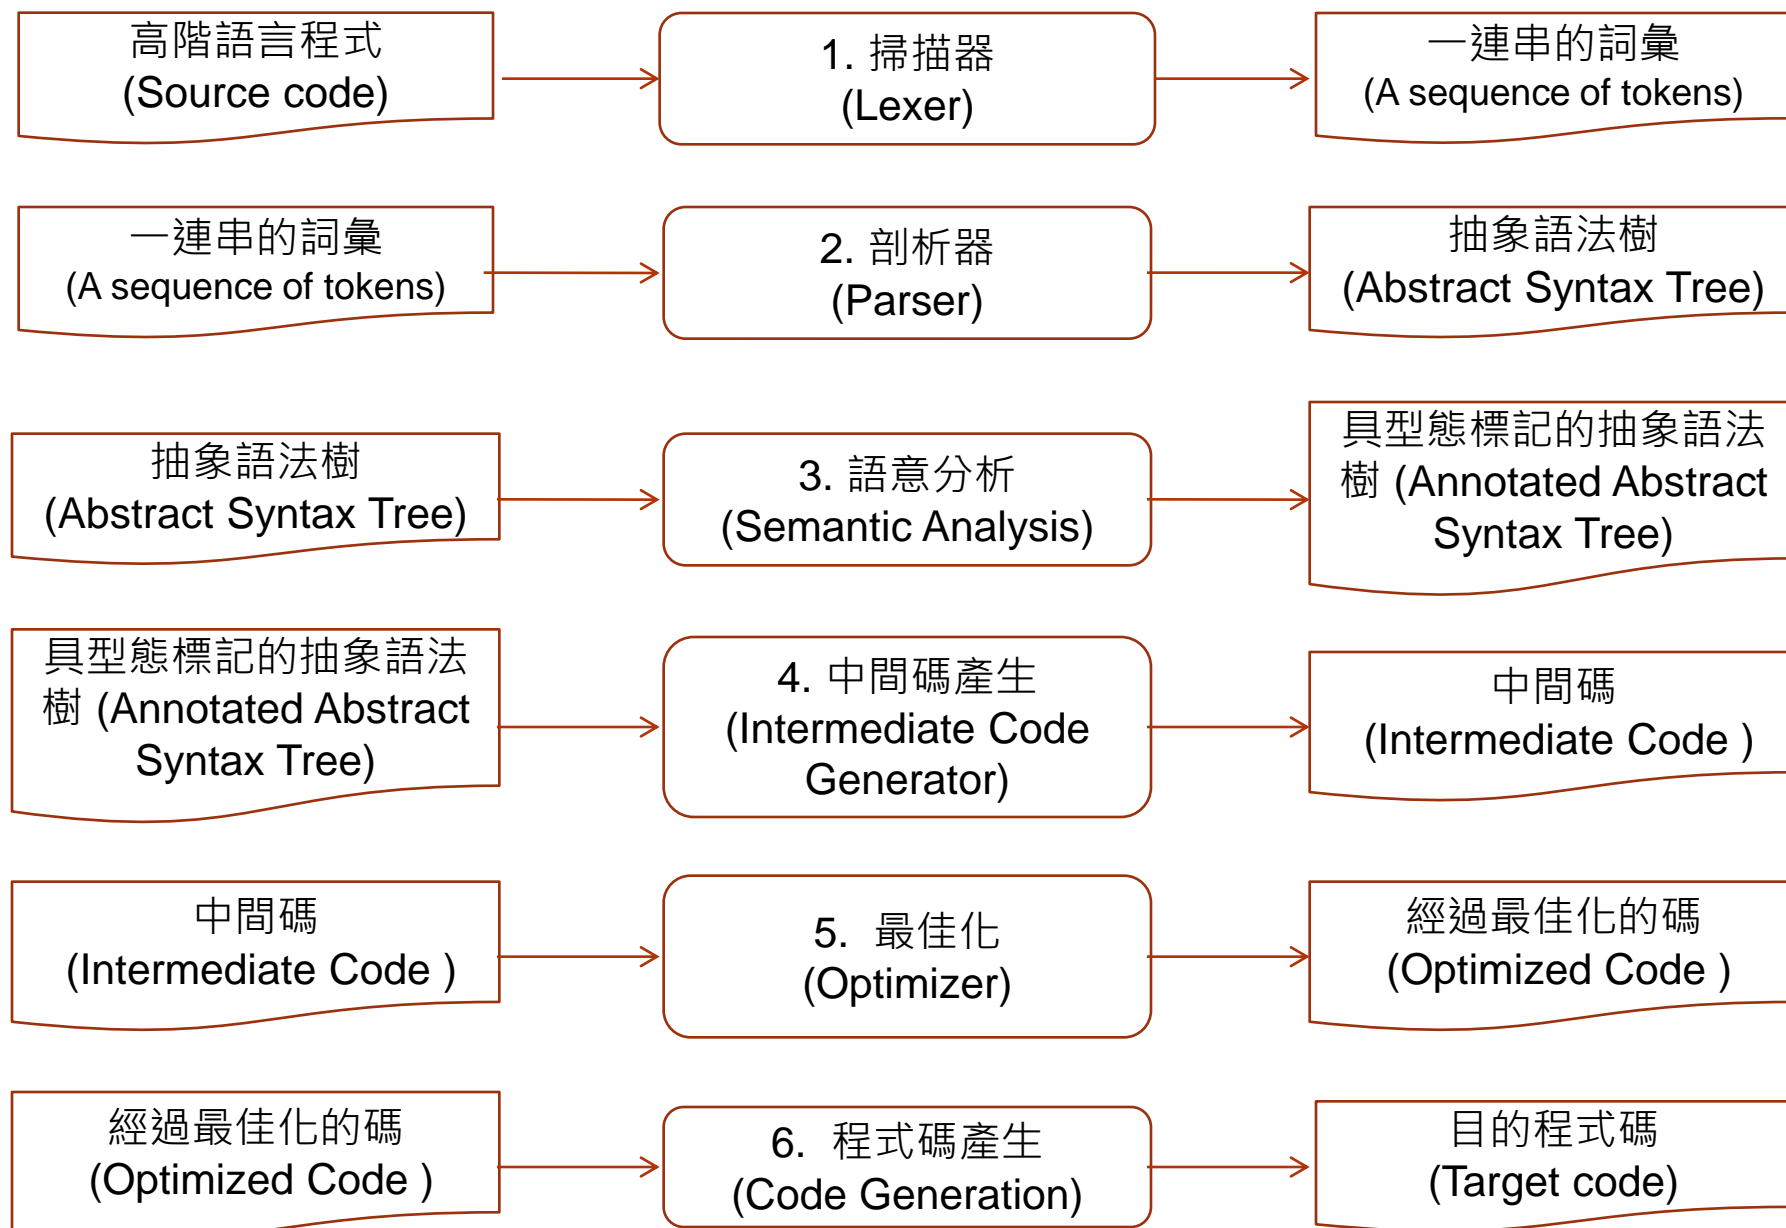 高階語言程式
(Source code)
1. 掃描器
(Lexer)
一連串的詞彙
(A sequence of tokens)
一連串的詞彙
(A sequence of tokens)
2. 剖析器
(Parser)
抽象語法樹
(Abstract Syntax Tree)
抽象語法樹
(Abstract Syntax Tree)
3. 語意分析
(Semantic Analysis)
具型態標記的抽象語法
樹 (Annotated Abstract
Syntax Tree)
具型態標記的抽象語法
樹 (Annotated Abstract
Syntax Tree)
4. 中間碼產生
(Intermediate Code
Generator)
中間碼
(Intermediate Code )
中間碼
(Intermediate Code )
5. 最佳化
(Optimizer)
經過最佳化的碼
(Optimized Code )
經過最佳化的碼
(Optimized Code )
6. 程式碼產生
(Code Generation)
目的程式碼
(Target code)